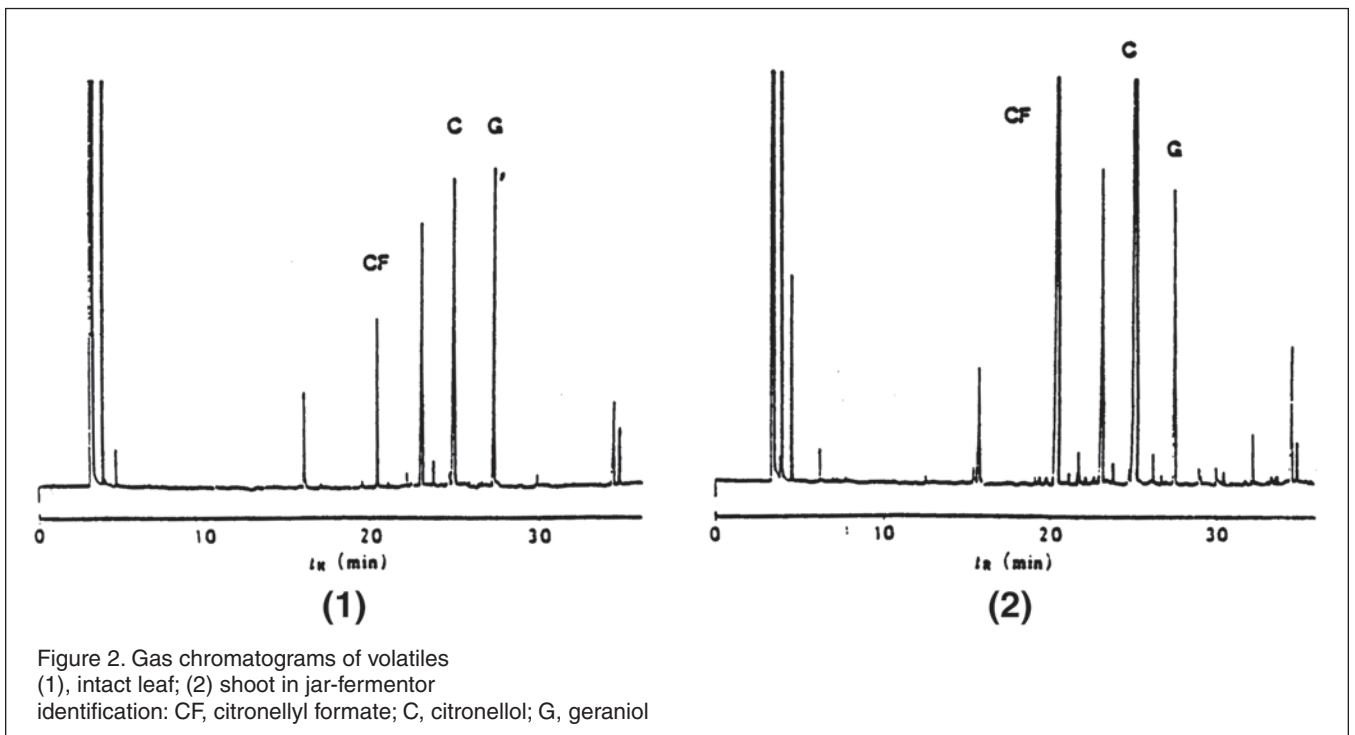 C G
CF
0 10 20 30
tR (min)
(1)
C
CF
G
0 10 20 30
tR (min)
(2)
Figure 2. Gas chromatograms of volatiles
(1), intact leaf; (2) shoot in jar-fermentor
identification: CF, citronellyl formate; C, citronellol; G, geraniol